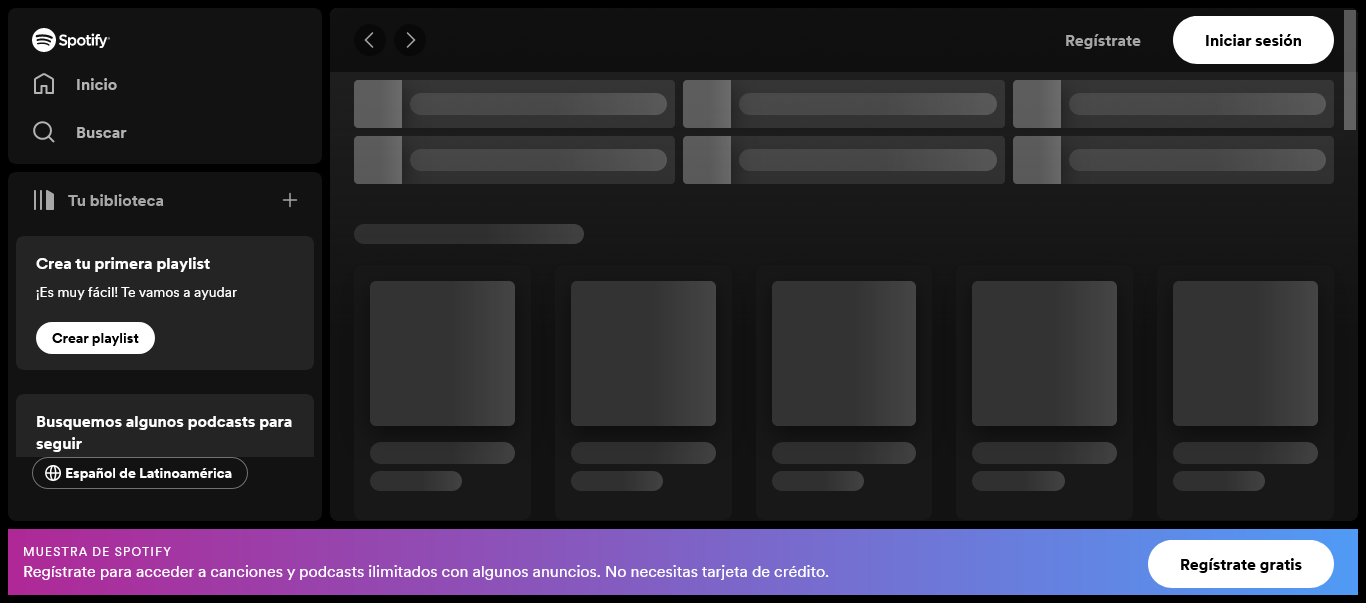 Spotify
Inicio
Buscar
Tu biblioteca
Crea tu primera playlist
¡Es muy fácil! Te vamos a ayudar
Crear playlist
Busquemos algunos podcasts para
seguir
Español de Latinoamérica
Regístrate
Iniciar sesión
MUESTRA DE SPOTIFY
Regístrate para acceder a canciones y podcasts ilimitados con algunos anuncios. No necesitas tarjeta de crédito.
Regístrate gratis